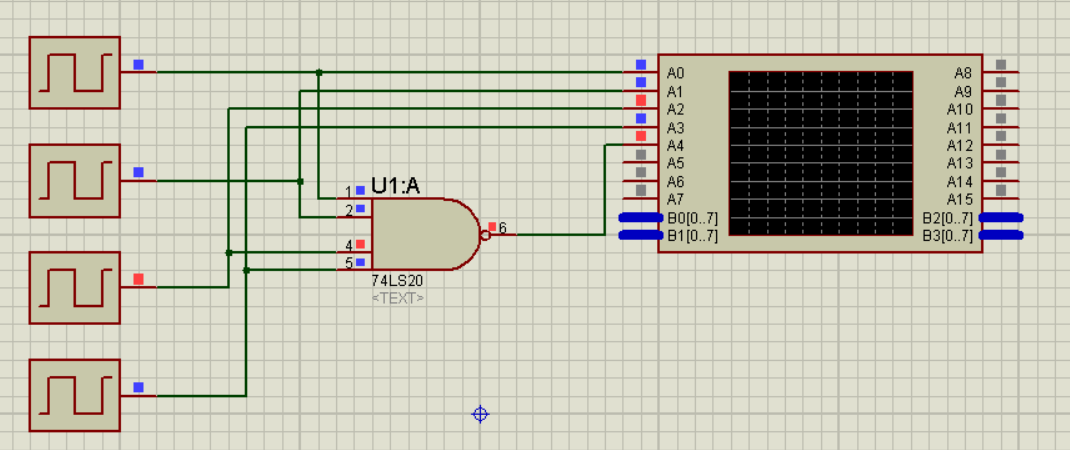 A0 A8
A1 A9
A2 A10
A3 A11
A4 A12
A5 A13
A6 A14
A7 A15
B0[0..7] B2[0..7]
B1[0..7] B3[0..7]
U1:A
1
2
4
5
6
74LS20
<TEXT>